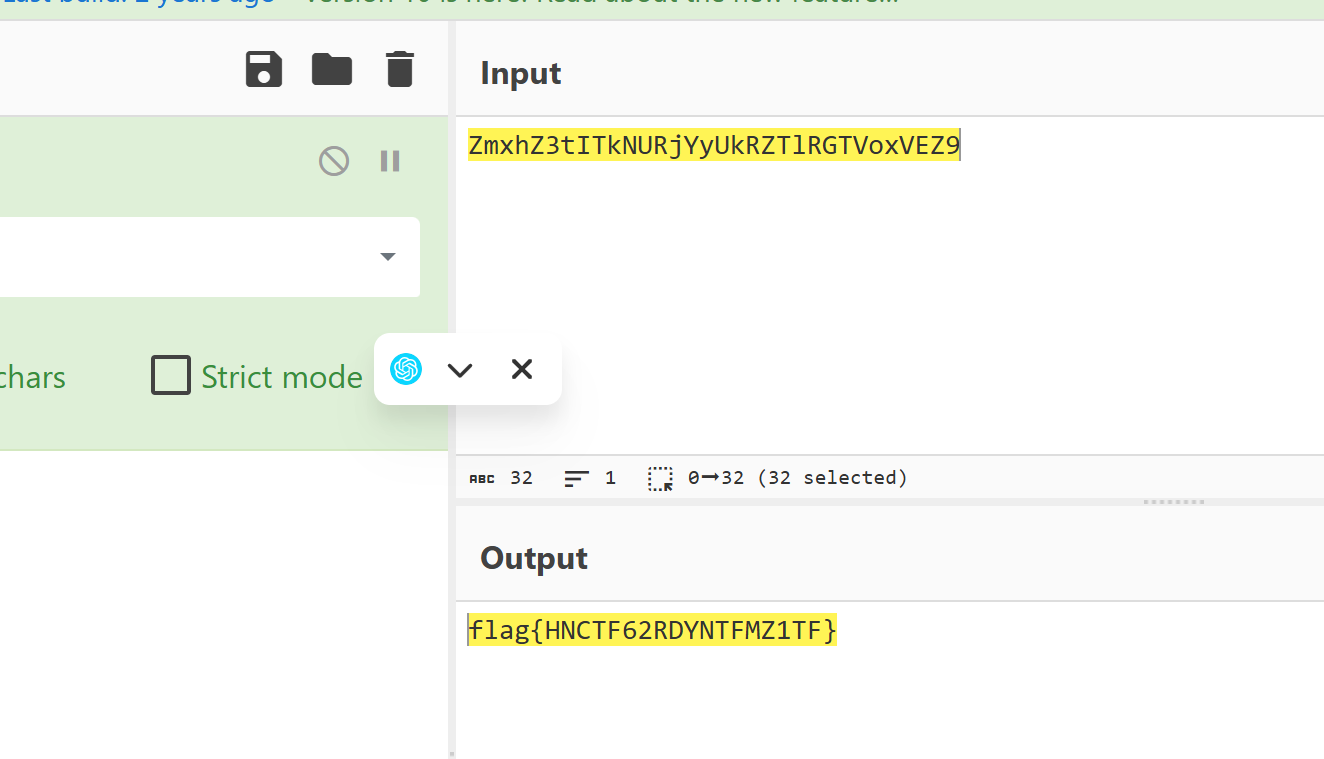 Last build: 2 years ago - Version 10 is here! Read about the new feature...
Input
ZmxhZ3tITkNURjYyUkRZTlRGTVoxVEZ9
chars
Strict mode
ABC 32 1 0→32 (32 selected)
Output
flag{HNCTF62RDYNTFMZ1TF}